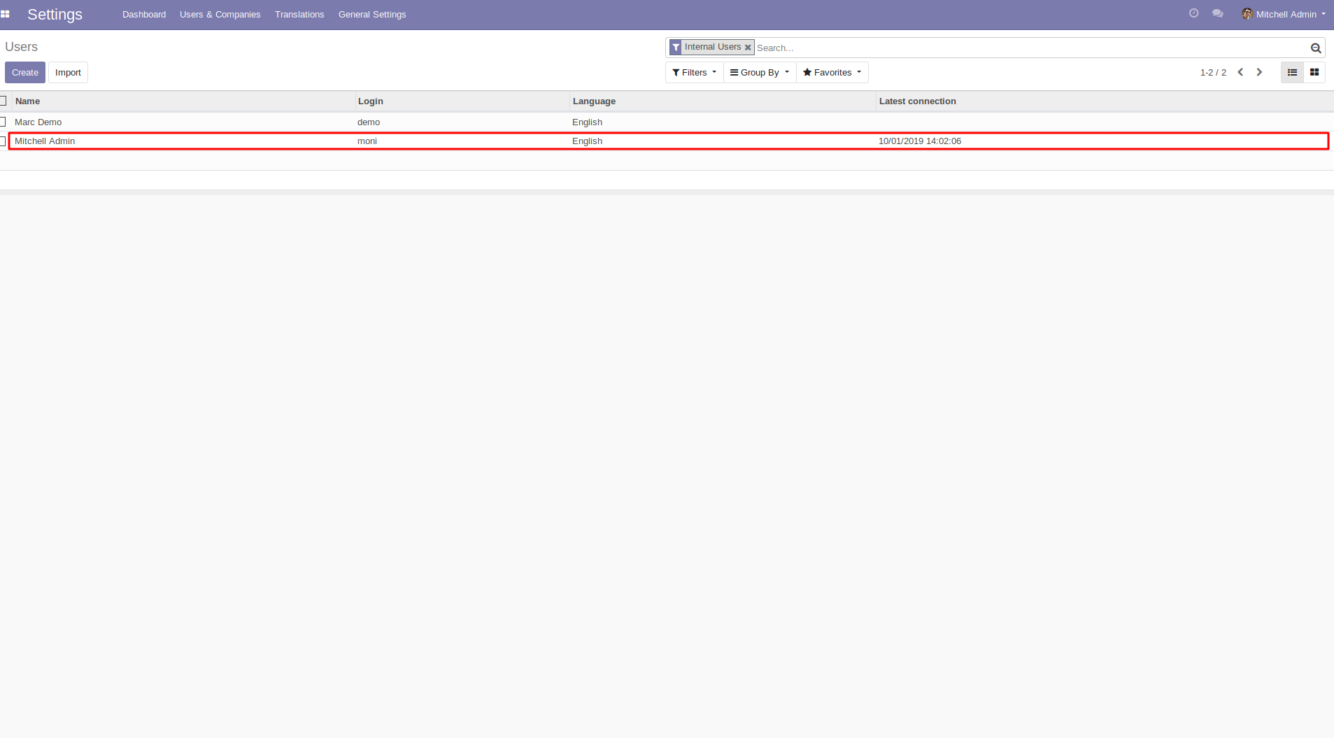 Settings Dashboard Users & Companies Translations General Settings Mitchell Admin
Users
Internal Users Search...
Create Import Filters Group By Favorites 1-2 / 2
Name Login Language Latest connection
Marc Demo demo English
Mitchell Admin moni English 10/01/2019 14:02:06